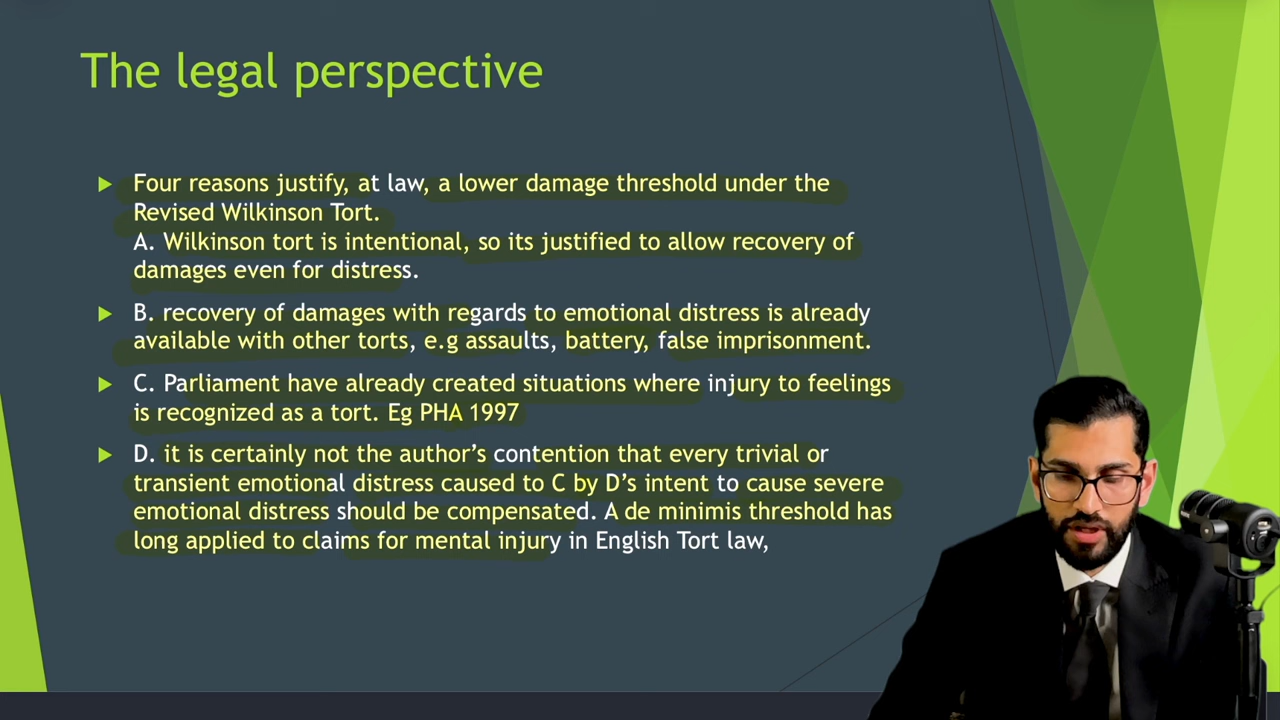 The legal perspective
Four reasons justify, at law, a lower damage threshold under the
Revised Wilkinson Tort.
A. Wilkinson tort is intentional, so its justified to allow recovery of
damages even for distress.
B. recovery of damages with regards to emotional distress is already
available with other torts, e.g assaults, battery, false imprisonment.
C. Parliament have already created situations where injury to feelings
is recognized as a tort. Eg PHA 1997
D. it is certainly not the author’s contention that every trivial or
transient emotional distress caused to C by D’s intent to cause severe
emotional distress should be compensated. A de minimis threshold has
long applied to claims for mental injury in English Tort law,